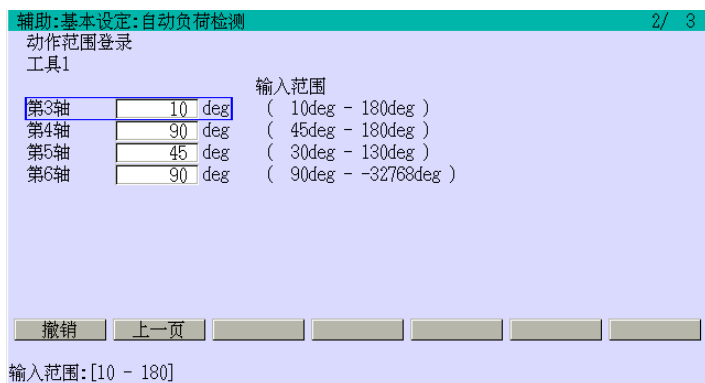 辅助:基本设定:自动负荷检测 2/ 3
动作范围登录
工具1
输入范围
第3轴 10 deg ( 10deg - 180deg )
第4轴 90 deg ( 45deg - 180deg )
第5轴 45 deg ( 30deg - 130deg )
第6轴 90 deg ( 90deg - -32768deg )
撤销 上一页
输入范围:[10 - 180]